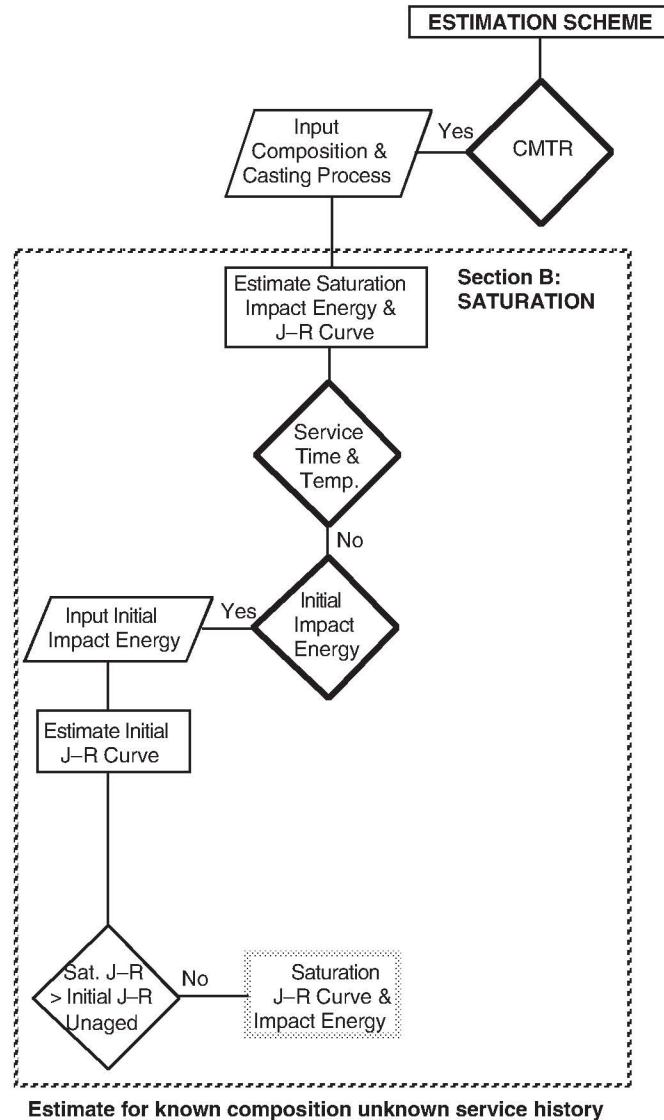 ESTIMATION SCHEME
CMTR
Yes
Input
Composition &
Casting Process
Section B:
SATURATION
Estimate Saturation
Impact Energy &
J–R Curve
Service
Time &
Temp.
No
Initial
Impact
Energy
Yes
Input Initial
Impact Energy
Estimate Initial
J–R Curve
Sat. J–R
> Initial J–R
Unaged
No
Saturation
J–R Curve &
Impact Energy
Estimate for known composition unknown service history